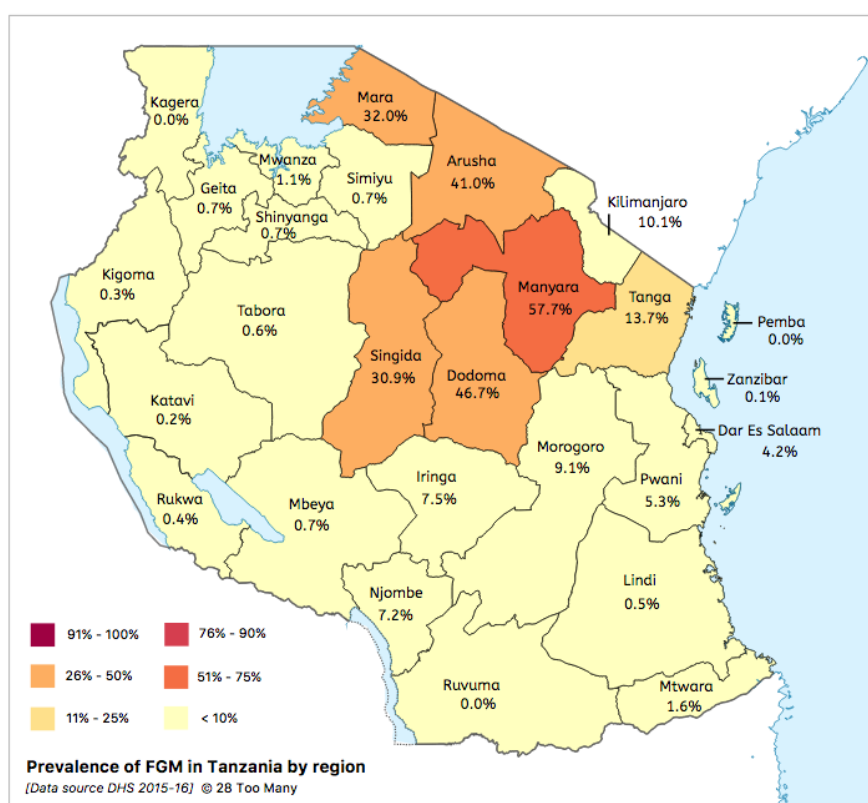 Kagera
0.0%
Mara
32.0%
Mwanza
1.1%
Geita
0.7%
Simiyu
0.7%
Arusha
41.0%
Shinyanga
0.7%
Kilimanjaro
10.1%
Kigoma
0.3%
Tabora
0.6%
Manyara
57.7%
Tanga
13.7%
Pemba
0.0%
Singida
30.9%
Dodoma
46.7%
Zanzibar
0.1%
Katavi
0.2%
Dar Es Salaam
4.2%
Morogoro
9.1%
Pwani
5.3%
Iringa
7.5%
Rukwa
0.4%
Mbeya
0.7%
Njombe
7.2%
Lindi
0.5%
Ruvuma
0.0%
Mtwara
1.6%
91% - 100%
76% - 90%
26% - 50%
51% - 75%
11% - 25%
< 10%
Prevalence of FGM in Tanzania by region
[Data source DHS 2015-16] © 28 Too Many